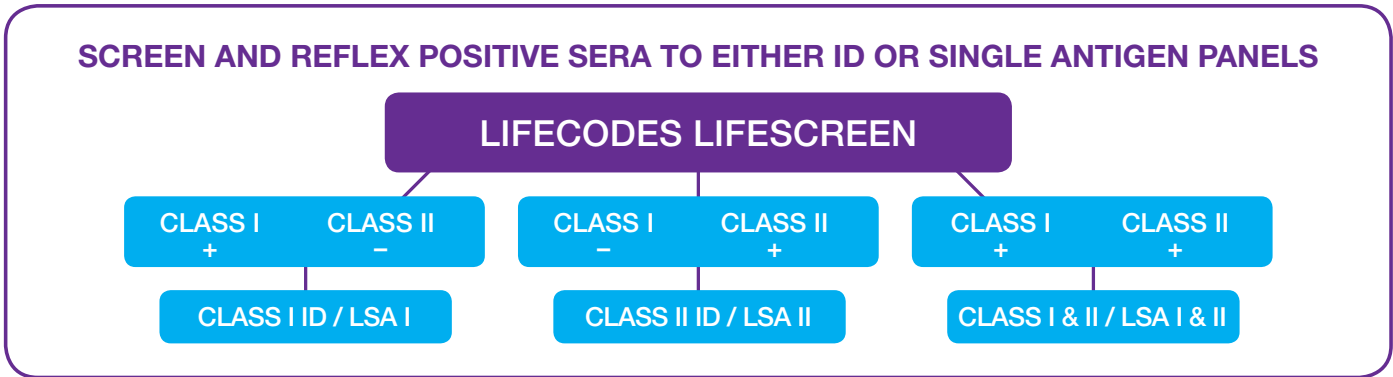 SCREEN AND REFLEX POSITIVE SERA TO EITHER ID OR SINGLE ANTIGEN PANELS
LIFECODES LIFESCREEN
CLASS I CLASS II
+ –
CLASS I CLASS II
– +
CLASS I CLASS II
+ +
CLASS I ID / LSA I
CLASS II ID / LSA II
CLASS I & II / LSA I & II